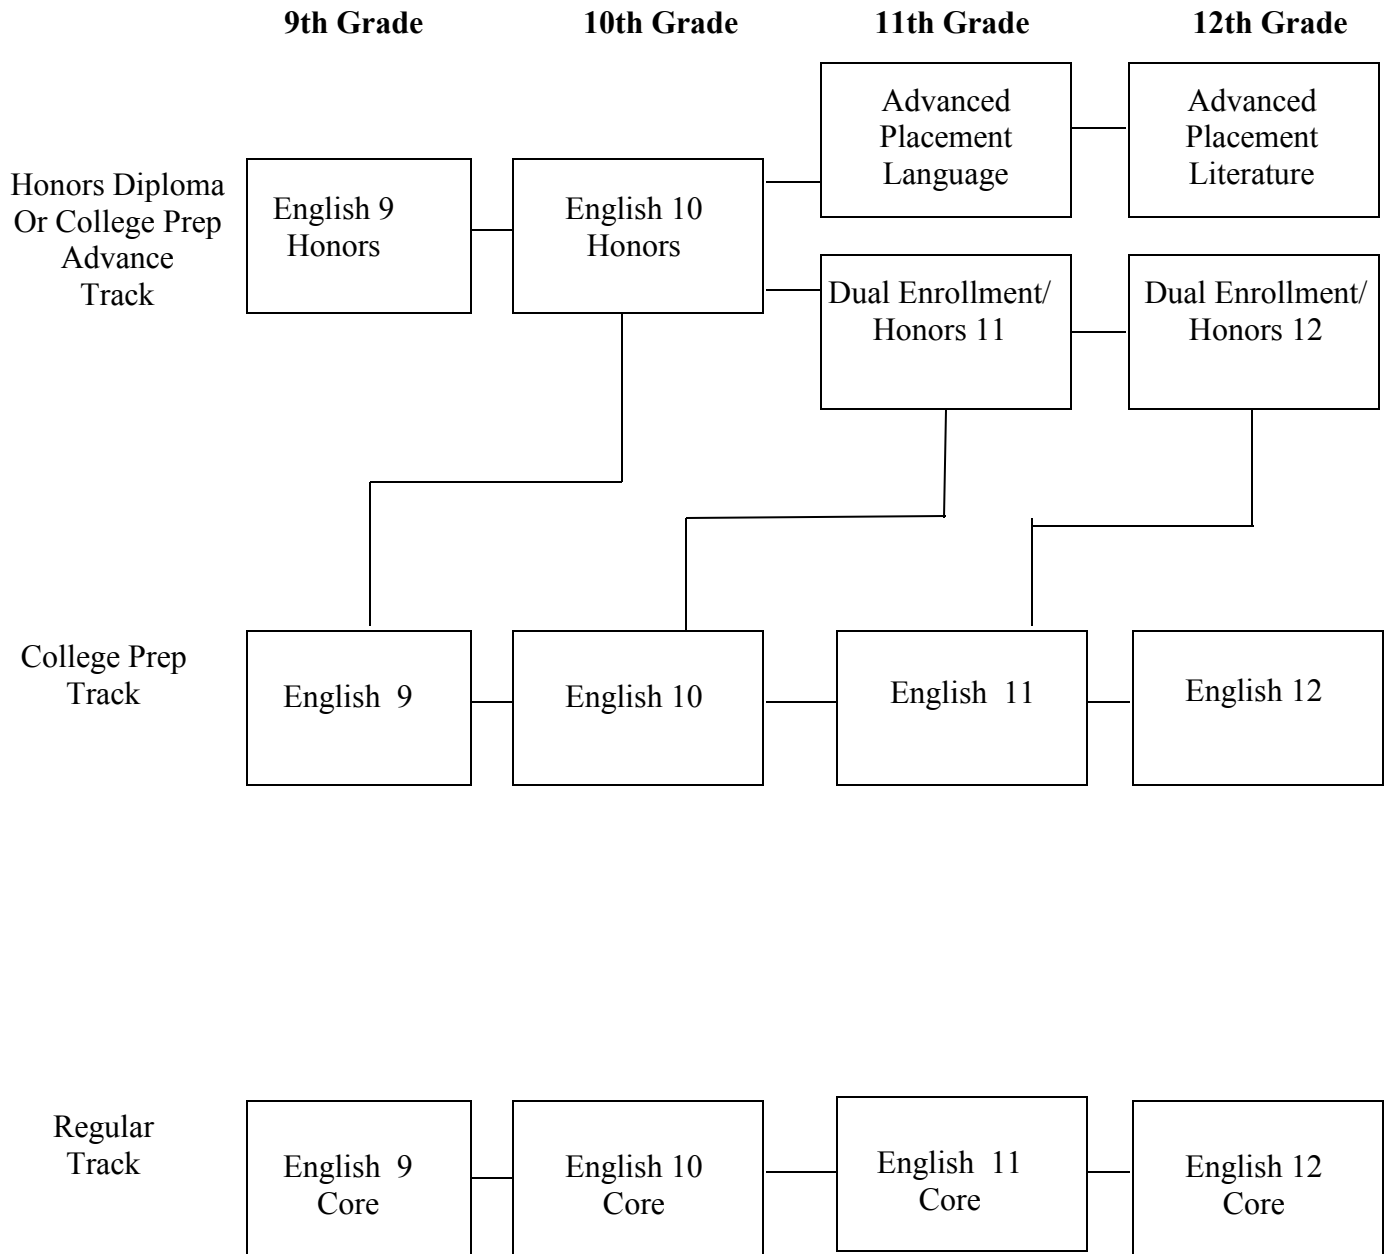 9th Grade 10th Grade 11th Grade 12th Grade
Honors Diploma
Or College Prep
Advance
Track
English 9
Honors
English 10
Honors
Advanced
Placement
Language
Advanced
Placement
Literature
Dual Enrollment/
Honors 11
Dual Enrollment/
Honors 12
College Prep
Track
English 9
English 10
English 11
English 12
Regular
Track
English 9
Core
English 10
Core
English 11
Core
English 12
Core